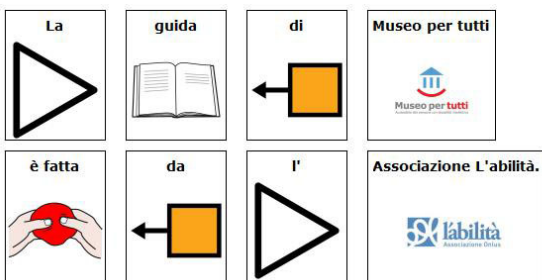 La guida di Museo per tutti
Museo per tutti
è fatta da l' Associazione L'abilità.
l'abilità
Associazione Onlus